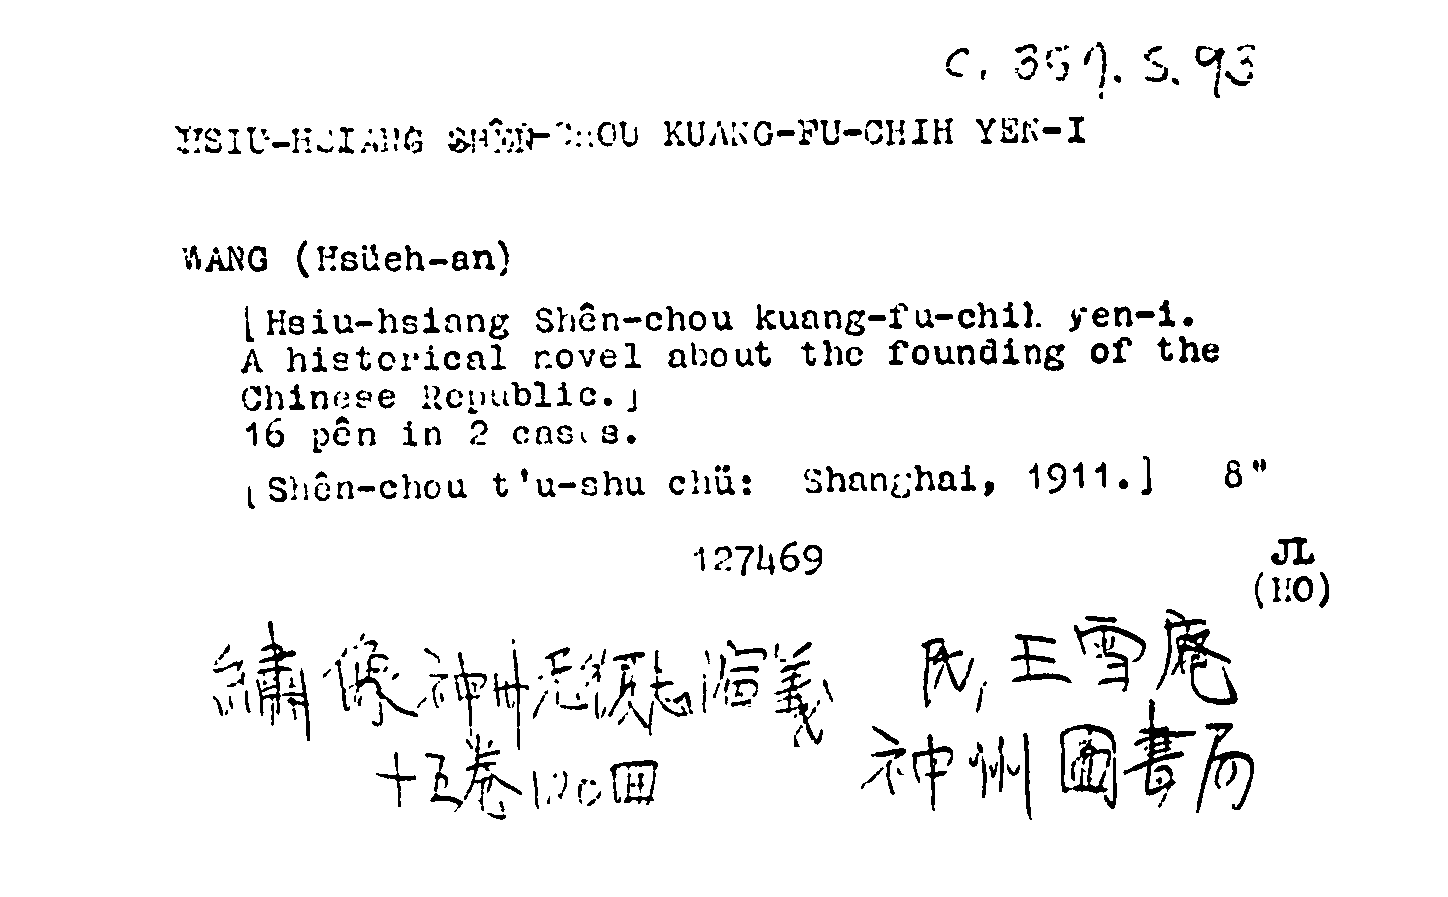 C. 357. S. 93
HSIU-HSIANG SHÊN-CHOU KUANG-FU-CHIH YEN-I
WANG (Hsüeh-an)
[Hsiu-hsiang Shên-chou kuang-fu-chih yen-i.
A historical novel about the founding of the
Chinese Republic.]
16 pên in 2 cases.
[Shên-chou t'u-shu chü: Shanghai, 1911.] 8"
127469
JL
(HO)
繡像神州光復志演義 民, 王雪庵
十五卷 120回 神州圖書局